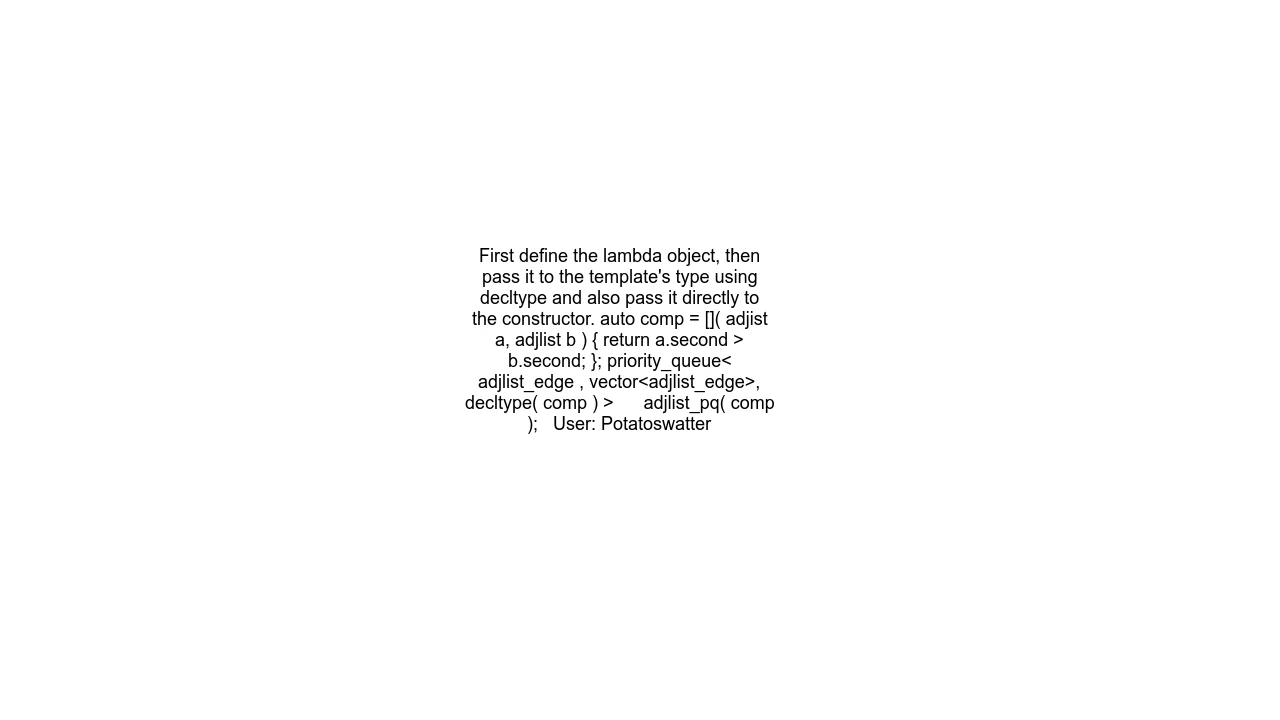 First define the lambda object, then
pass it to the template's type using
decltype and also pass it directly to
the constructor. auto comp = []( adjist
a, adjlist b ) { return a.second >
b.second; }; priority_queue<
adjlist_edge , vector<adjlist_edge>,
decltype( comp ) >      adjlist_pq( comp
);   User: Potatoswatter